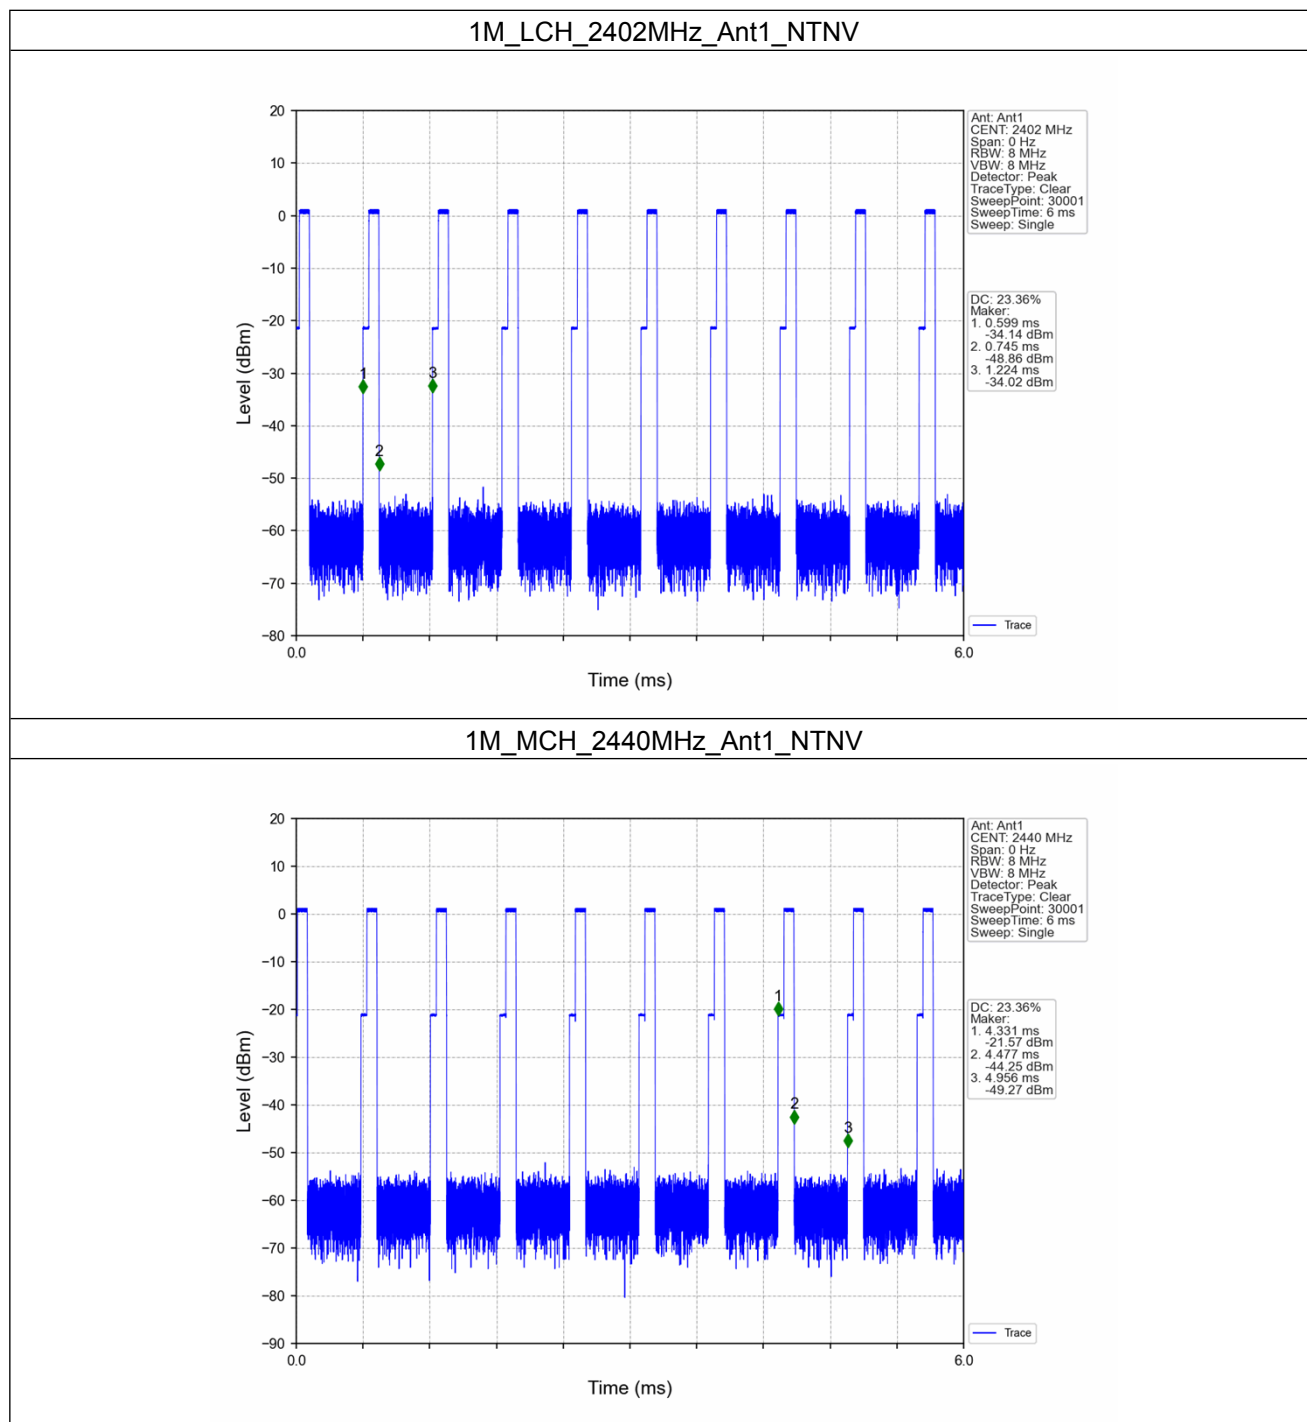 1M_LCH_2402MHz_Ant1_NTNV
20
10
0
−10
−20
−30
−40
−50
−60
−70
−80
Level (dBm)
1
2
3
0.0
6.0
Time (ms)
Ant: Ant1
CENT: 2402 MHz
Span: 0 Hz
RBW: 8 MHz
VBW: 8 MHz
Detector: Peak
TraceType: Clear
SweepPoint: 30001
SweepTime: 6 ms
Sweep: Single
DC: 23.36%
Maker:
1. 0.599 ms
-34.14 dBm
2. 0.745 ms
-48.86 dBm
3. 1.224 ms
-34.02 dBm
Trace
1M_MCH_2440MHz_Ant1_NTNV
20
10
0
−10
−20
−30
−40
−50
−60
−70
−80
−90
Level (dBm)
1
2
3
0.0
6.0
Time (ms)
Ant: Ant1
CENT: 2440 MHz
Span: 0 Hz
RBW: 8 MHz
VBW: 8 MHz
Detector: Peak
TraceType: Clear
SweepPoint: 30001
SweepTime: 6 ms
Sweep: Single
DC: 23.36%
Maker:
1. 4.331 ms
-21.57 dBm
2. 4.477 ms
-44.25 dBm
3. 4.956 ms
-49.27 dBm
Trace